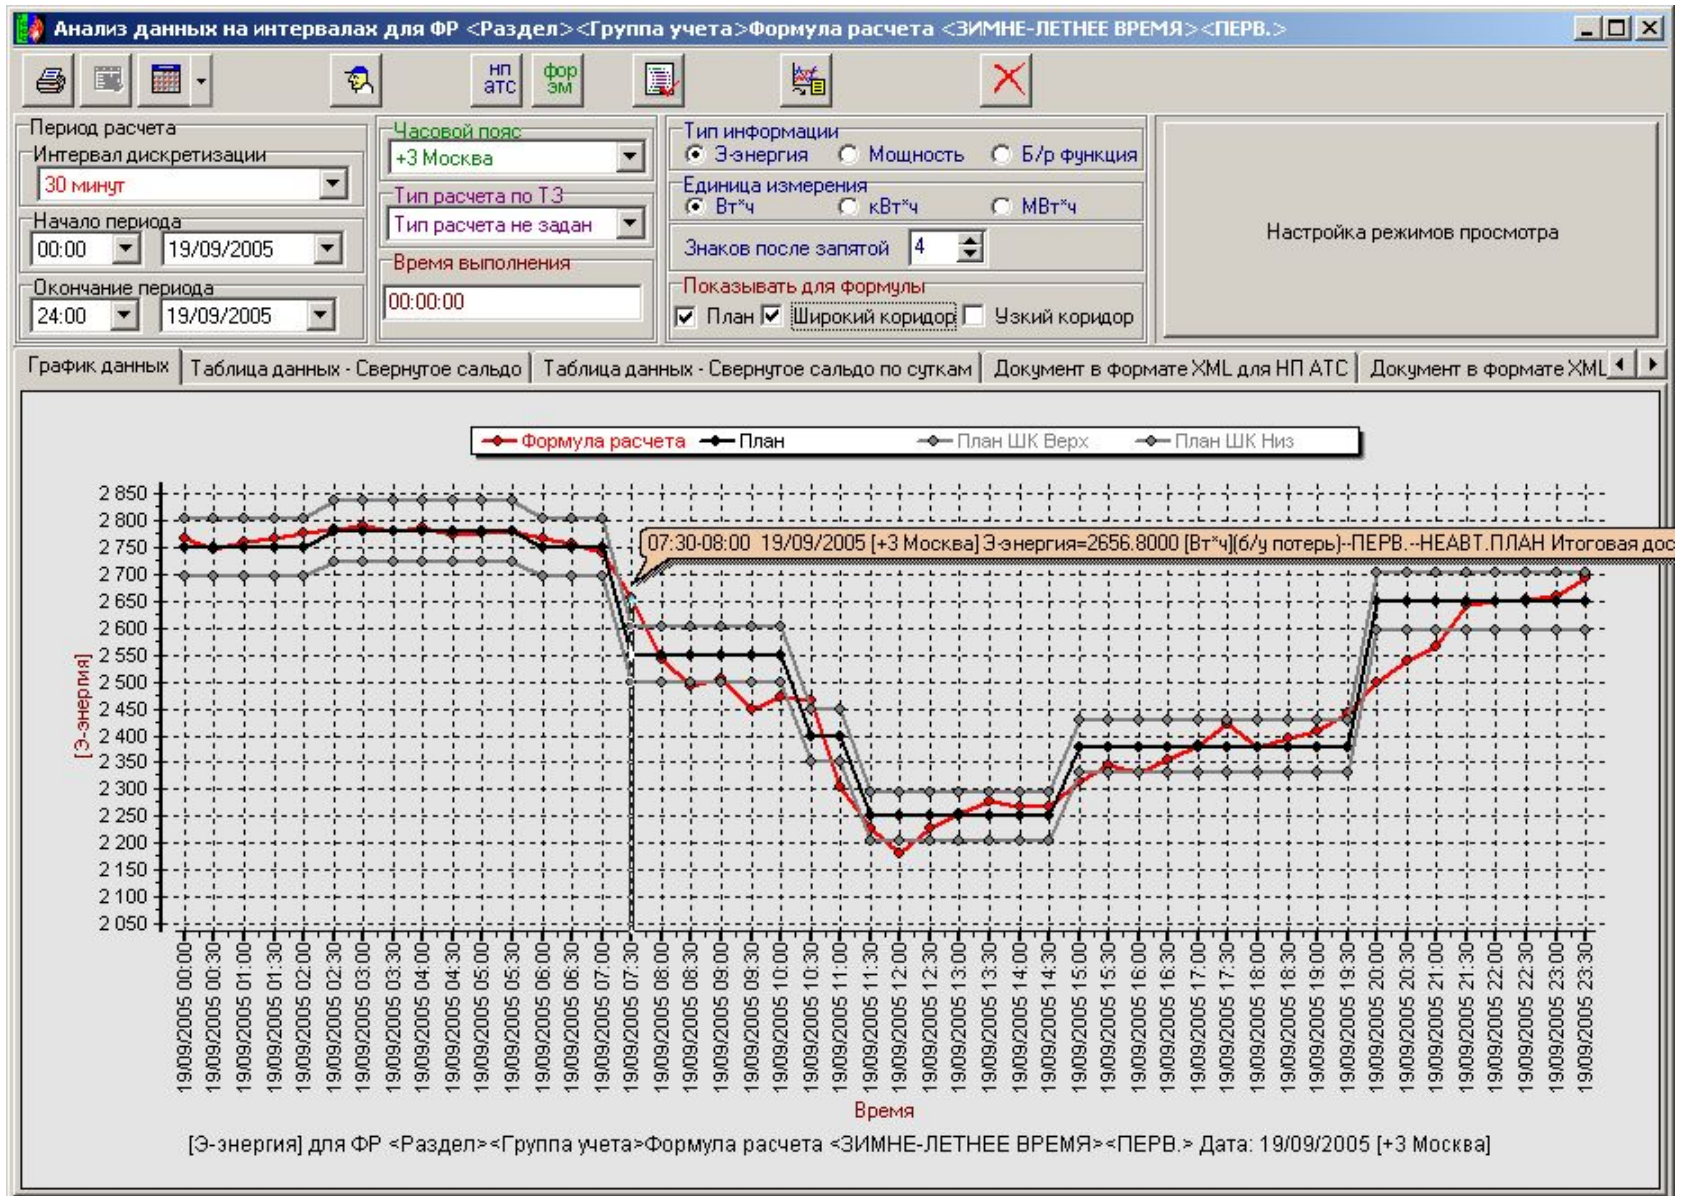 Анализ данных на интервалах для ФР <Раздел><Группа учета>Формула расчета <ЗИМНЕ-ЛЕТНЕЕ ВРЕМЯ><ПЕРВ.>
нп атс
фор эм
Период расчета
Интервал дискретизации
30 минут
Начало периода
00:00 19/09/2005
Окончание периода
24:00 19/09/2005
Часовой пояс
+3 Москва
Тип расчета по ТЗ
Тип расчета не задан
Время выполнения
00:00:00
Тип информации
Э-энергия Мощность Б/р функция
Единица измерения
Вт*ч кВт*ч МВт*ч
Знаков после запятой 4
Показывать для формулы
План Широкий коридор Узкий коридор
Настройка режимов просмотра
График данных Таблица данных - Свернутое сальдо Таблица данных - Свернутое сальдо по суткам Документ в формате XML для НП АТС Документ в формате XML
Формула расчета План План ШК Верх План ШК Низ
2 850
2 800
2 750
2 700
2 650
2 600
2 550
2 500
2 450
2 400
2 350
2 300
2 250
2 200
2 150
2 100
2 050
[Э-энергия]
07:30-08:00 19/09/2005 [+3 Москва] Э-энергия=2656.8000 [Вт*ч](б/у потерь)--ПЕРВ.--НЕАВТ.ПЛАН Итоговая дос
19/09/2005 00:00
19/09/2005 00:30
19/09/2005 01:00
19/09/2005 01:30
19/09/2005 02:00
19/09/2005 02:30
19/09/2005 03:00
19/09/2005 03:30
19/09/2005 04:00
19/09/2005 04:30
19/09/2005 05:00
19/09/2005 05:30
19/09/2005 06:00
19/09/2005 06:30
19/09/2005 07:00
19/09/2005 07:30
19/09/2005 08:00
19/09/2005 08:30
19/09/2005 09:00
19/09/2005 09:30
19/09/2005 10:00
19/09/2005 10:30
19/09/2005 11:00
19/09/2005 11:30
19/09/2005 12:00
19/09/2005 12:30
19/09/2005 13:00
19/09/2005 13:30
19/09/2005 14:00
19/09/2005 14:30
19/09/2005 15:00
19/09/2005 15:30
19/09/2005 16:00
19/09/2005 16:30
19/09/2005 17:00
19/09/2005 17:30
19/09/2005 18:00
19/09/2005 18:30
19/09/2005 19:00
19/09/2005 19:30
19/09/2005 20:00
19/09/2005 20:30
19/09/2005 21:00
19/09/2005 21:30
19/09/2005 22:00
19/09/2005 22:30
19/09/2005 23:00
19/09/2005 23:30
Время
[Э-энергия] для ФР <Раздел><Группа учета>Формула расчета <ЗИМНЕ-ЛЕТНЕЕ ВРЕМЯ><ПЕРВ.> Дата: 19/09/2005 [+3 Москва]